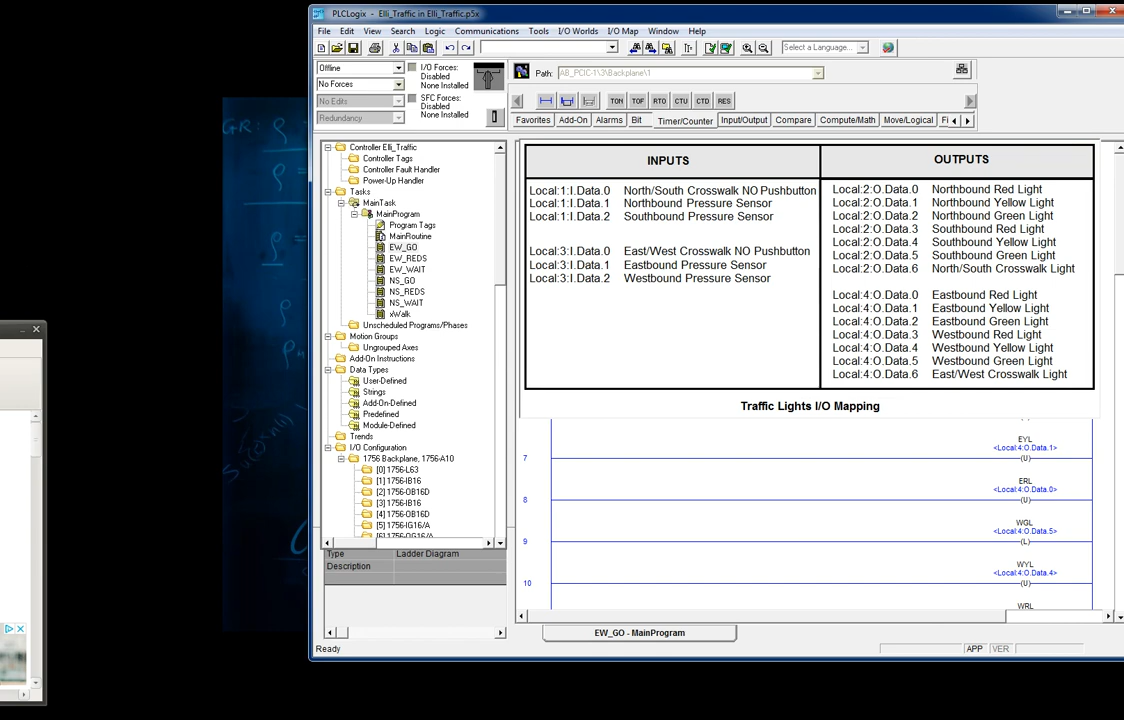 PLCLogix - Elli_Traffic in Elli_Traffic.p5x
File Edit View Search Logic Communications Tools I/O Worlds I/O Map Window Help
Select a Language...
Offline
No Forces
No Edits
Redundancy
I/O Forces:
Disabled
None Installed
SFC Forces:
Disabled
None Installed
Path: AB_PCIC-1\3\Backplane\1
TON TOF RTO CTU CTD RES
Favorites Add-On Alarms Bit Timer/Counter Input/Output Compare Compute/Math Move/Logical Fi
Controller Elli_Traffic
Controller Tags
Controller Fault Handler
Power-Up Handler
Tasks
MainTask
MainProgram
Program Tags
MainRoutine
EW_GO
EW_REDS
EW_WAIT
NS_GO
NS_REDS
NS_WAIT
xWalk
Unscheduled Programs/Phases
Motion Groups
Ungrouped Axes
Add-On Instructions
Data Types
User-Defined
Strings
Add-On-Defined
Predefined
Module-Defined
Trends
I/O Configuration
1756 Backplane, 1756-A10
[0] 1756-L63
[1] 1756-IB16
[2] 1756-OB16D
[3] 1756-IB16
[4] 1756-OB16D
[5] 1756-IG16/A
[6] 1756-OG16/A
Type Ladder Diagram
Description
INPUTS
Local:1:I.Data.0 North/South Crosswalk NO Pushbutton
Local:1:I.Data.1 Northbound Pressure Sensor
Local:1:I.Data.2 Southbound Pressure Sensor
Local:3:I.Data.0 East/West Crosswalk NO Pushbutton
Local:3:I.Data.1 Eastbound Pressure Sensor
Local:3:I.Data.2 Westbound Pressure Sensor
OUTPUTS
Local:2:O.Data.0 Northbound Red Light
Local:2:O.Data.1 Northbound Yellow Light
Local:2:O.Data.2 Northbound Green Light
Local:2:O.Data.3 Southbound Red Light
Local:2:O.Data.4 Southbound Yellow Light
Local:2:O.Data.5 Southbound Green Light
Local:2:O.Data.6 North/South Crosswalk Light
Local:4:O.Data.0 Eastbound Red Light
Local:4:O.Data.1 Eastbound Yellow Light
Local:4:O.Data.2 Eastbound Green Light
Local:4:O.Data.3 Westbound Red Light
Local:4:O.Data.4 Westbound Yellow Light
Local:4:O.Data.5 Westbound Green Light
Local:4:O.Data.6 East/West Crosswalk Light
Traffic Lights I/O Mapping
EYL
<Local:4:O.Data.1>
7 (U)
ERL
<Local:4:O.Data.0>
8 (U)
WGL
<Local:4:O.Data.5>
9 (L)
WYL
<Local:4:O.Data.4>
10 (U)
WRL
EW_GO - MainProgram
Ready
APP VER